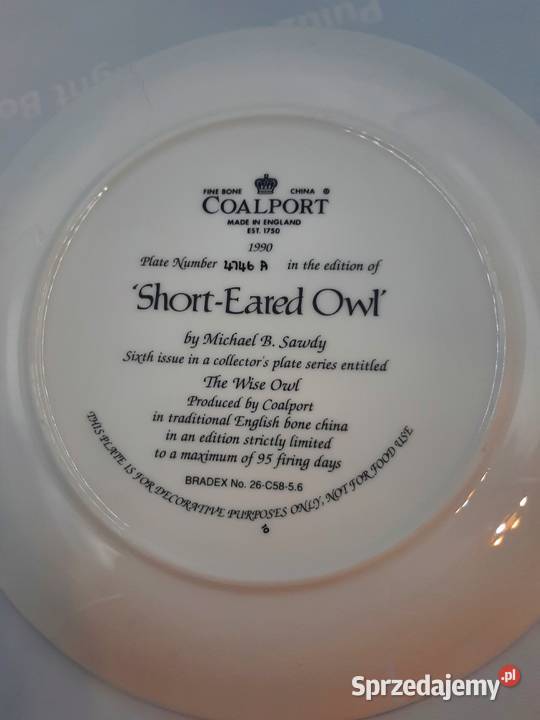 FINE BONE CHINA ®
COALPORT
MADE IN ENGLAND
EST. 1750
1990
Plate Number 4746 A in the edition of
'Short-Eared Owl'
by Michael B. Sawdy
Sixth issue in a collector's plate series entitled
The Wise Owl
Produced by Coalport
in traditional English bone china
in an edition strictly limited
to a maximum of 95 firing days
BRADEX No. 26-C58-5.6
THIS PLATE IS FOR DECORATIVE PURPOSES ONLY, NOT FOR FOOD USE
Sprzedajemy.pl